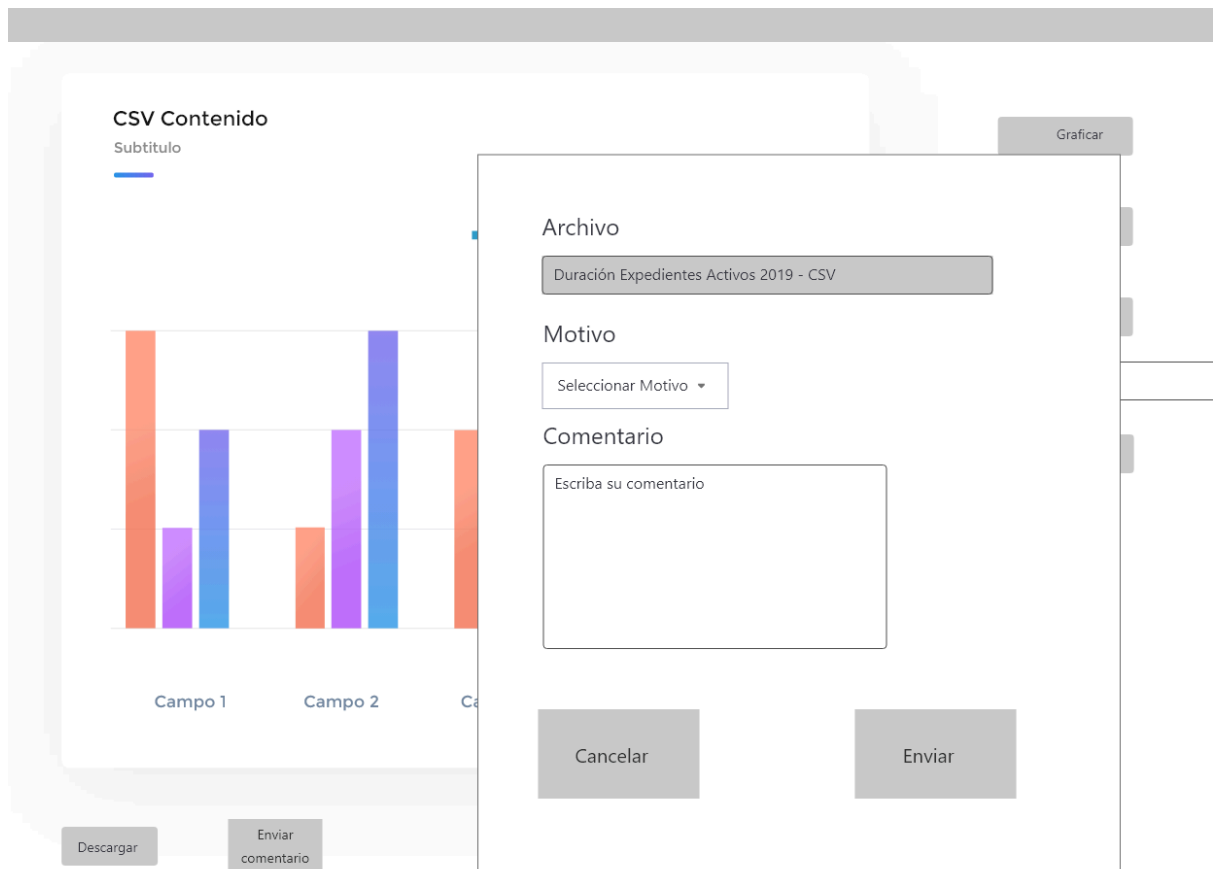 CSV Contenido
Subtitulo
Graficar
Archivo
Duración Expedientes Activos 2019 - CSV
Motivo
Seleccionar Motivo
Comentario
Escriba su comentario
Campo 1
Campo 2
Cancelar
Enviar
Descargar
Enviar
comentario